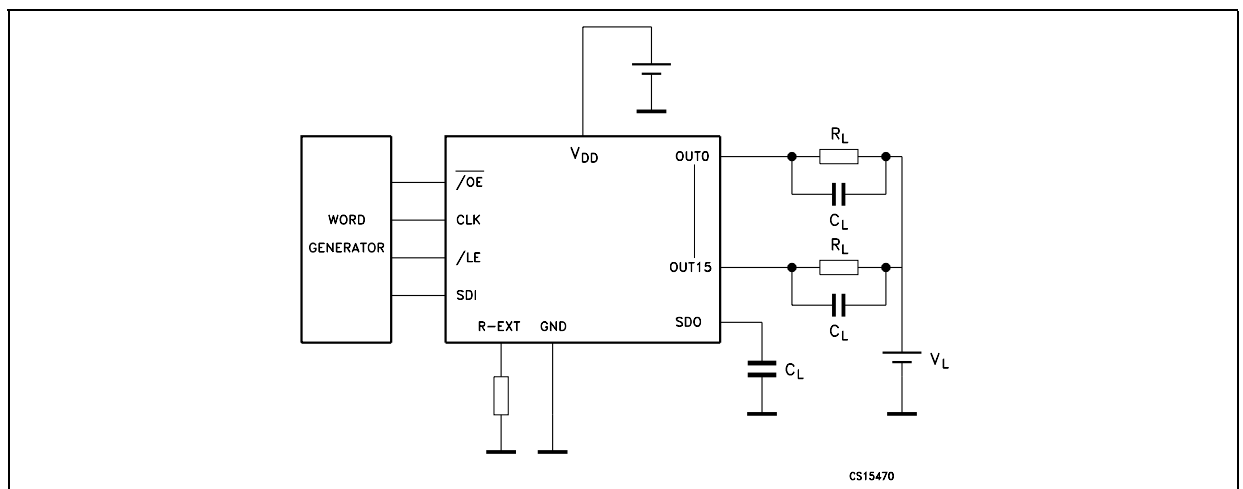 V_DD
OUT0
R_L
C_L
/OE
CLK
/LE
SDI
WORD
GENERATOR
OUT15
R_L
C_L
SDO
R-EXT
GND
C_L
V_L
CS15470